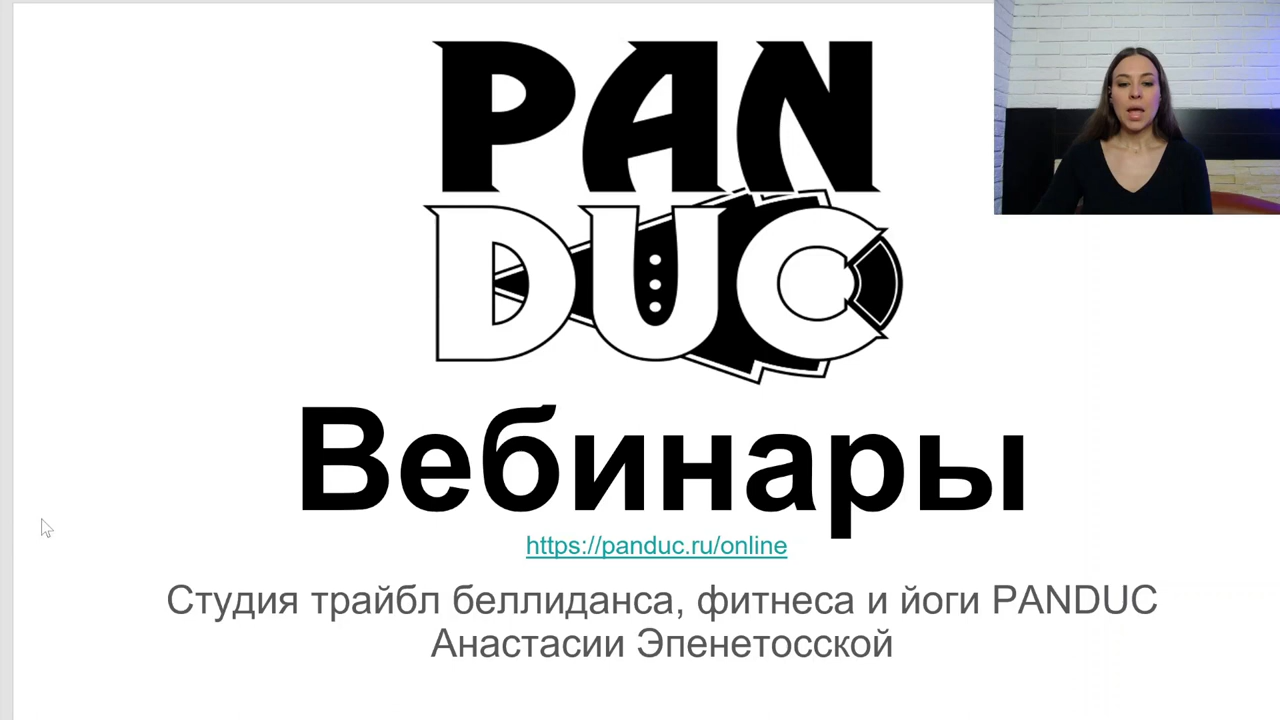 PAN
DUC
Вебинары
https://panduc.ru/online
Студия трайбл беллиданса, фитнеса и йоги PANDUC
Анастасии Эпенетосской